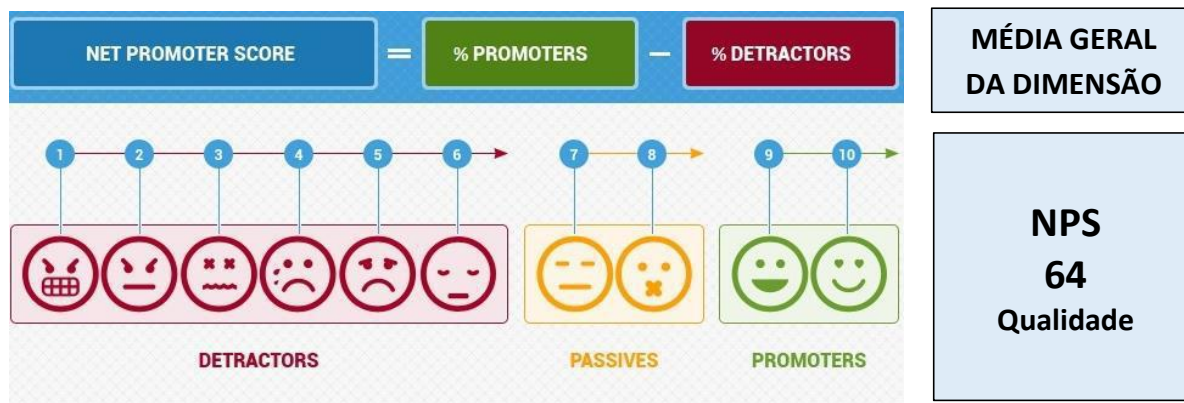 NET PROMOTER SCORE = % PROMOTERS − % DETRACTORS
1 2 3 4 5 6 7 8 9 10
DETRACTORS PASSIVES PROMOTERS
MÉDIA GERAL
DA DIMENSÃO
NPS
64
Qualidade